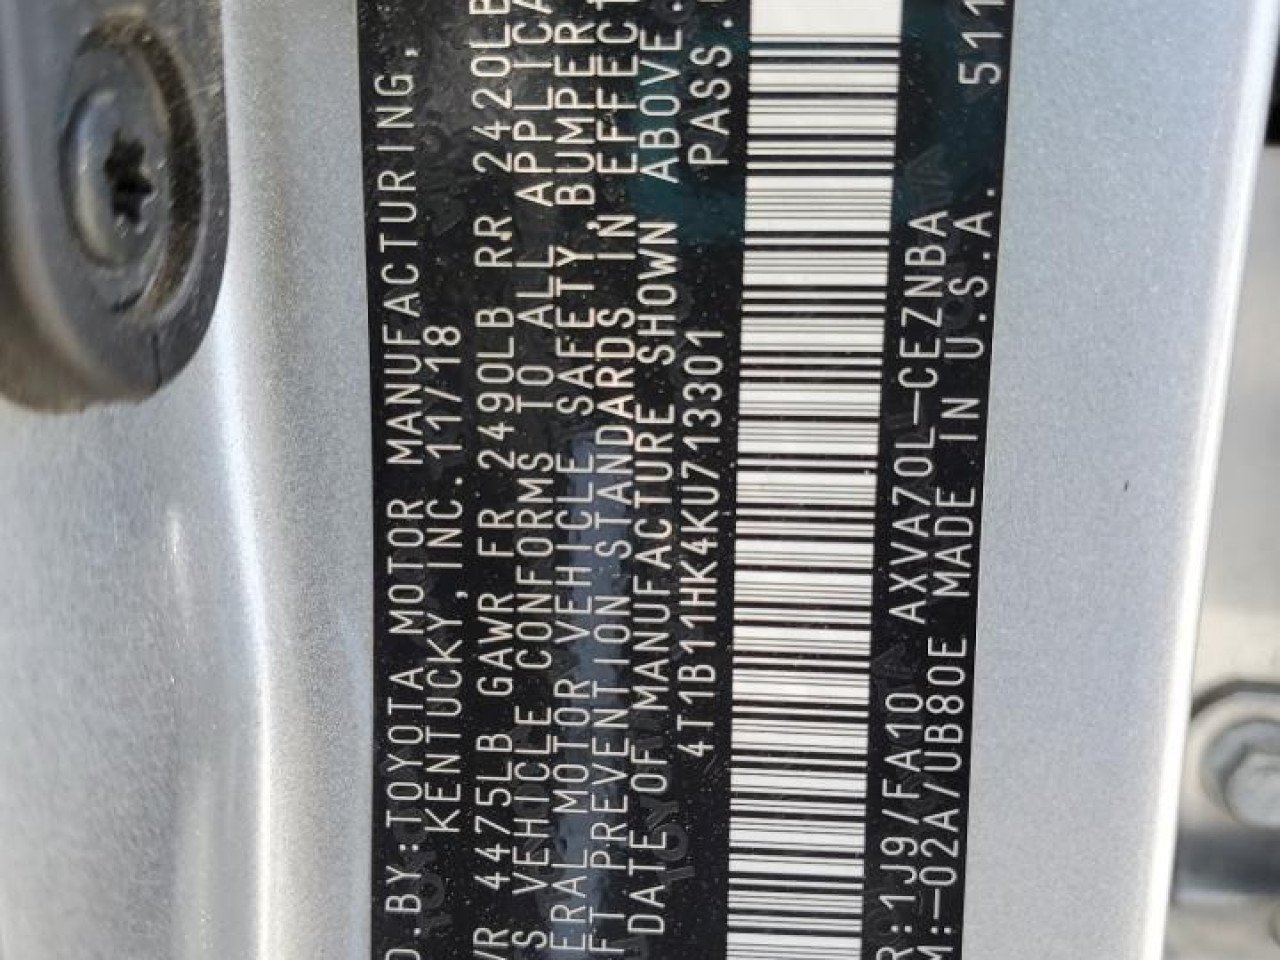 D.BY:TOYOTA MOTOR MANUFACTURING,
KENTUCKY,INC. 11/18
VR 4475LB GAWR FR 2490LB RR 2420LB
S VEHICLE CONFORMS TO ALL APPLICA
ERAL MOTOR VEHICLE SAFETY, BUMPER,
FT PREVENTION STANDARDS IN EFFECT
DATE OF MANUFACTURE SHOWN ABOVE.
4T1B11HK4KU713301 PASS.
R:1J9/FA10 AXVA70L-CEZNBA
M:-02A/UB80E MADE IN U.S.A. 511